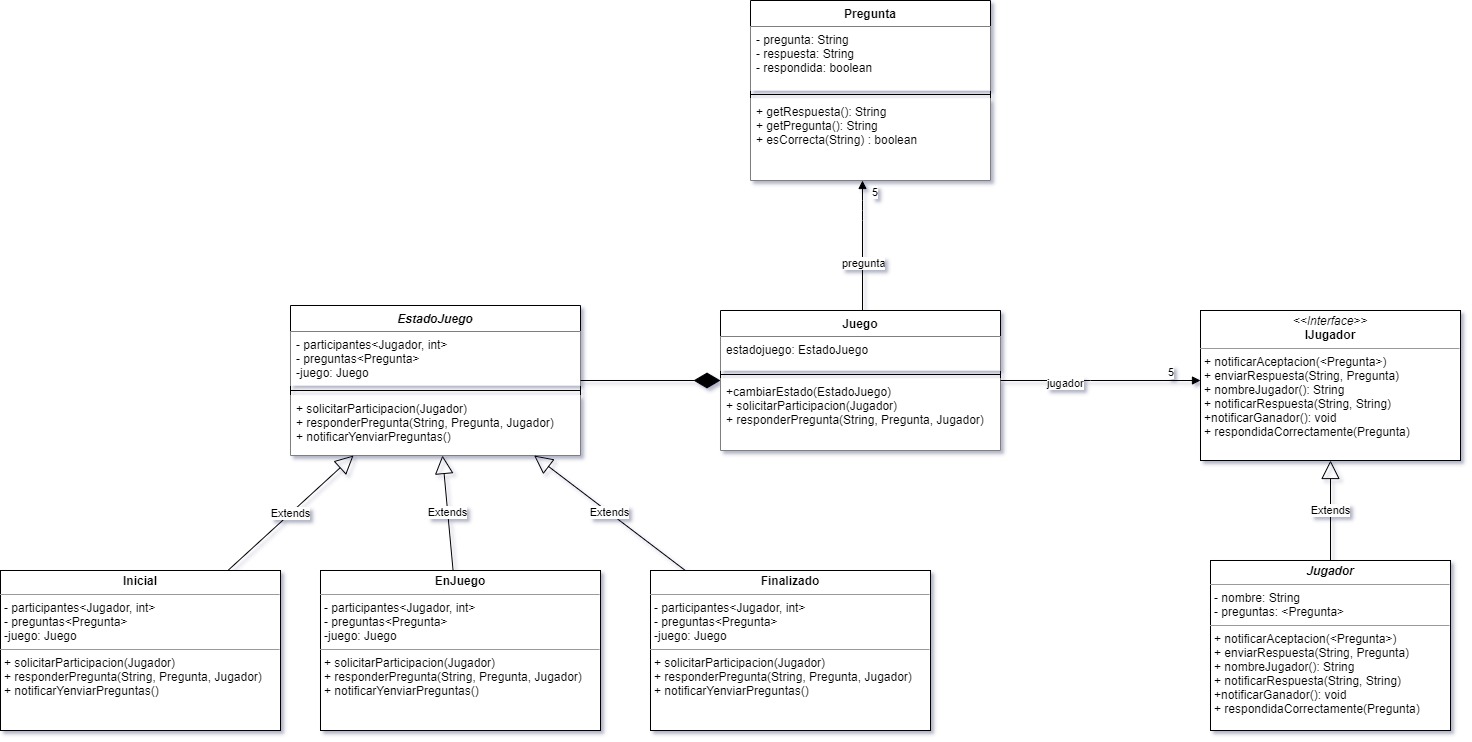 Pregunta
- pregunta: String
- respuesta: String
- respondida: boolean
+ getRespuesta(): String
+ getPregunta(): String
+ esCorrecta(String) : boolean
5
pregunta
EstadoJuego
- participantes<Jugador, int>
- preguntas<Pregunta>
-juego: Juego
+ solicitarParticipacion(Jugador)
+ responderPregunta(String, Pregunta, Jugador)
+ notificarYenviarPreguntas()
Juego
estadojuego: EstadoJuego
+cambiarEstado(EstadoJuego)
+ solicitarParticipacion(Jugador)
+ responderPregunta(String, Pregunta, Jugador)
jugador
5
<<Interface>>
IJugador
+ notificarAceptacion(<Pregunta>)
+ enviarRespuesta(String, Pregunta)
+ nombreJugador(): String
+ notificarRespuesta(String, String)
+notificarGanador(): void
+ respondidaCorrectamente(Pregunta)
Extends
Extends
Extends
Extends
Inicial
- participantes<Jugador, int>
- preguntas<Pregunta>
-juego: Juego
+ solicitarParticipacion(Jugador)
+ responderPregunta(String, Pregunta, Jugador)
+ notificarYenviarPreguntas()
EnJuego
- participantes<Jugador, int>
- preguntas<Pregunta>
-juego: Juego
+ solicitarParticipacion(Jugador)
+ responderPregunta(String, Pregunta, Jugador)
+ notificarYenviarPreguntas()
Finalizado
- participantes<Jugador, int>
- preguntas<Pregunta>
-juego: Juego
+ solicitarParticipacion(Jugador)
+ responderPregunta(String, Pregunta, Jugador)
+ notificarYenviarPreguntas()
Jugador
- nombre: String
- preguntas: <Pregunta>
+ notificarAceptacion(<Pregunta>)
+ enviarRespuesta(String, Pregunta)
+ nombreJugador(): String
+ notificarRespuesta(String, String)
+notificarGanador(): void
+ respondidaCorrectamente(Pregunta)